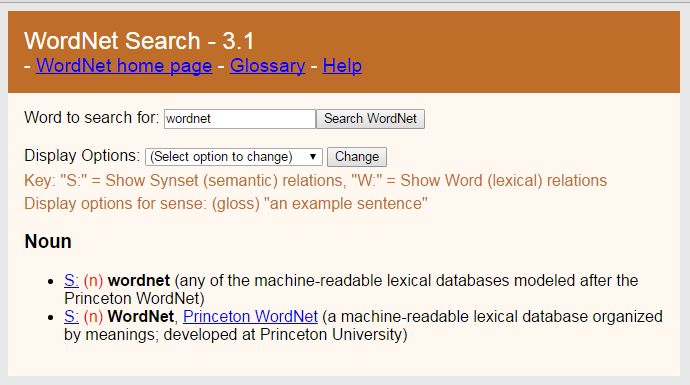 WordNet Search - 3.1
- WordNet home page - Glossary - Help
Word to search for: wordnet Search WordNet
Display Options: (Select option to change) Change
Key: "S:" = Show Synset (semantic) relations, "W:" = Show Word (lexical) relations
Display options for sense: (gloss) "an example sentence"
Noun
• S: (n) wordnet (any of the machine-readable lexical databases modeled after the
Princeton WordNet)
• S: (n) WordNet, Princeton WordNet (a machine-readable lexical database organized
by meanings; developed at Princeton University)